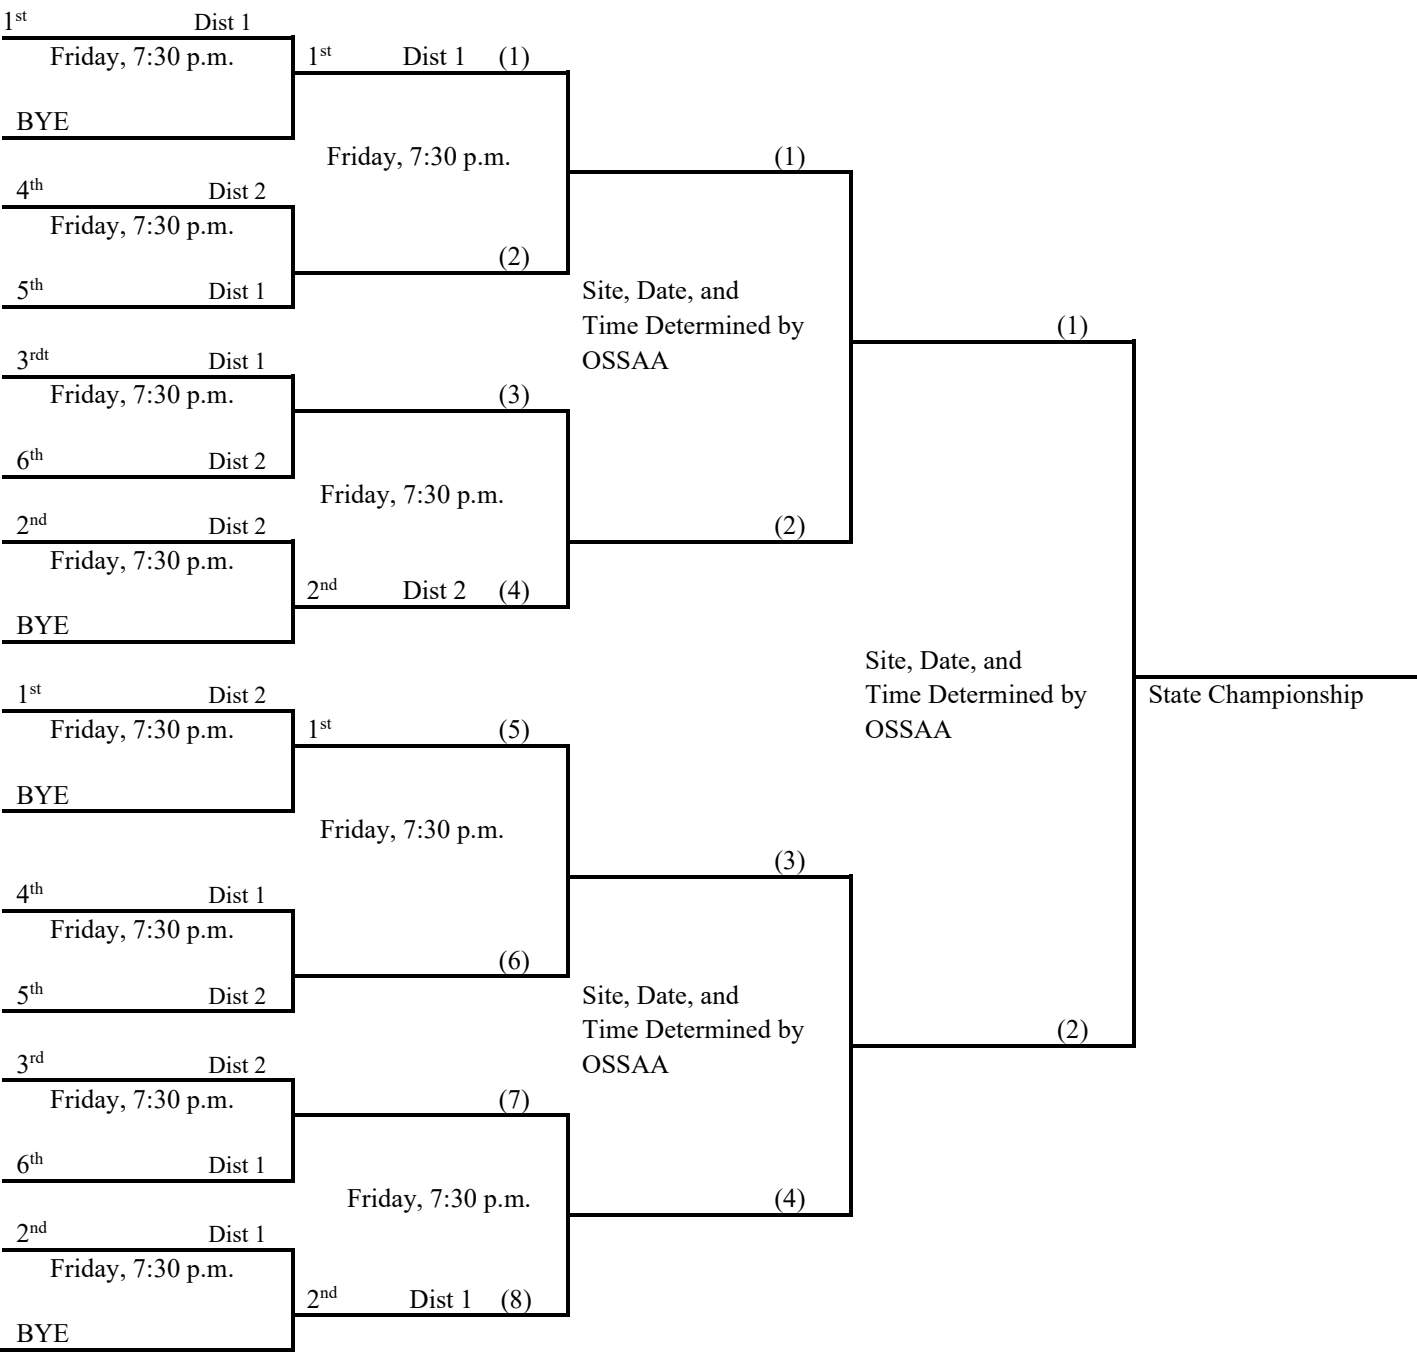 1st Dist 1
Friday, 7:30 p.m.
BYE
4th Dist 2
Friday, 7:30 p.m.
5th Dist 1
3rdt Dist 1
Friday, 7:30 p.m.
6th Dist 2
2nd Dist 2
Friday, 7:30 p.m.
BYE
1st Dist 2
Friday, 7:30 p.m.
BYE
4th Dist 1
Friday, 7:30 p.m.
5th Dist 2
3rd Dist 2
Friday, 7:30 p.m.
6th Dist 1
2nd Dist 1
Friday, 7:30 p.m.
BYE
1st Dist 1 (1)
Friday, 7:30 p.m.
(2)
(3)
Friday, 7:30 p.m.
2nd Dist 2 (4)
1st (5)
Friday, 7:30 p.m.
(6)
(7)
Friday, 7:30 p.m.
2nd Dist 1 (8)
(1)
Site, Date, and
Time Determined by
OSSAA
(2)
(3)
Site, Date, and
Time Determined by
OSSAA
(4)
(1)
Site, Date, and
Time Determined by
OSSAA
(2)
State Championship